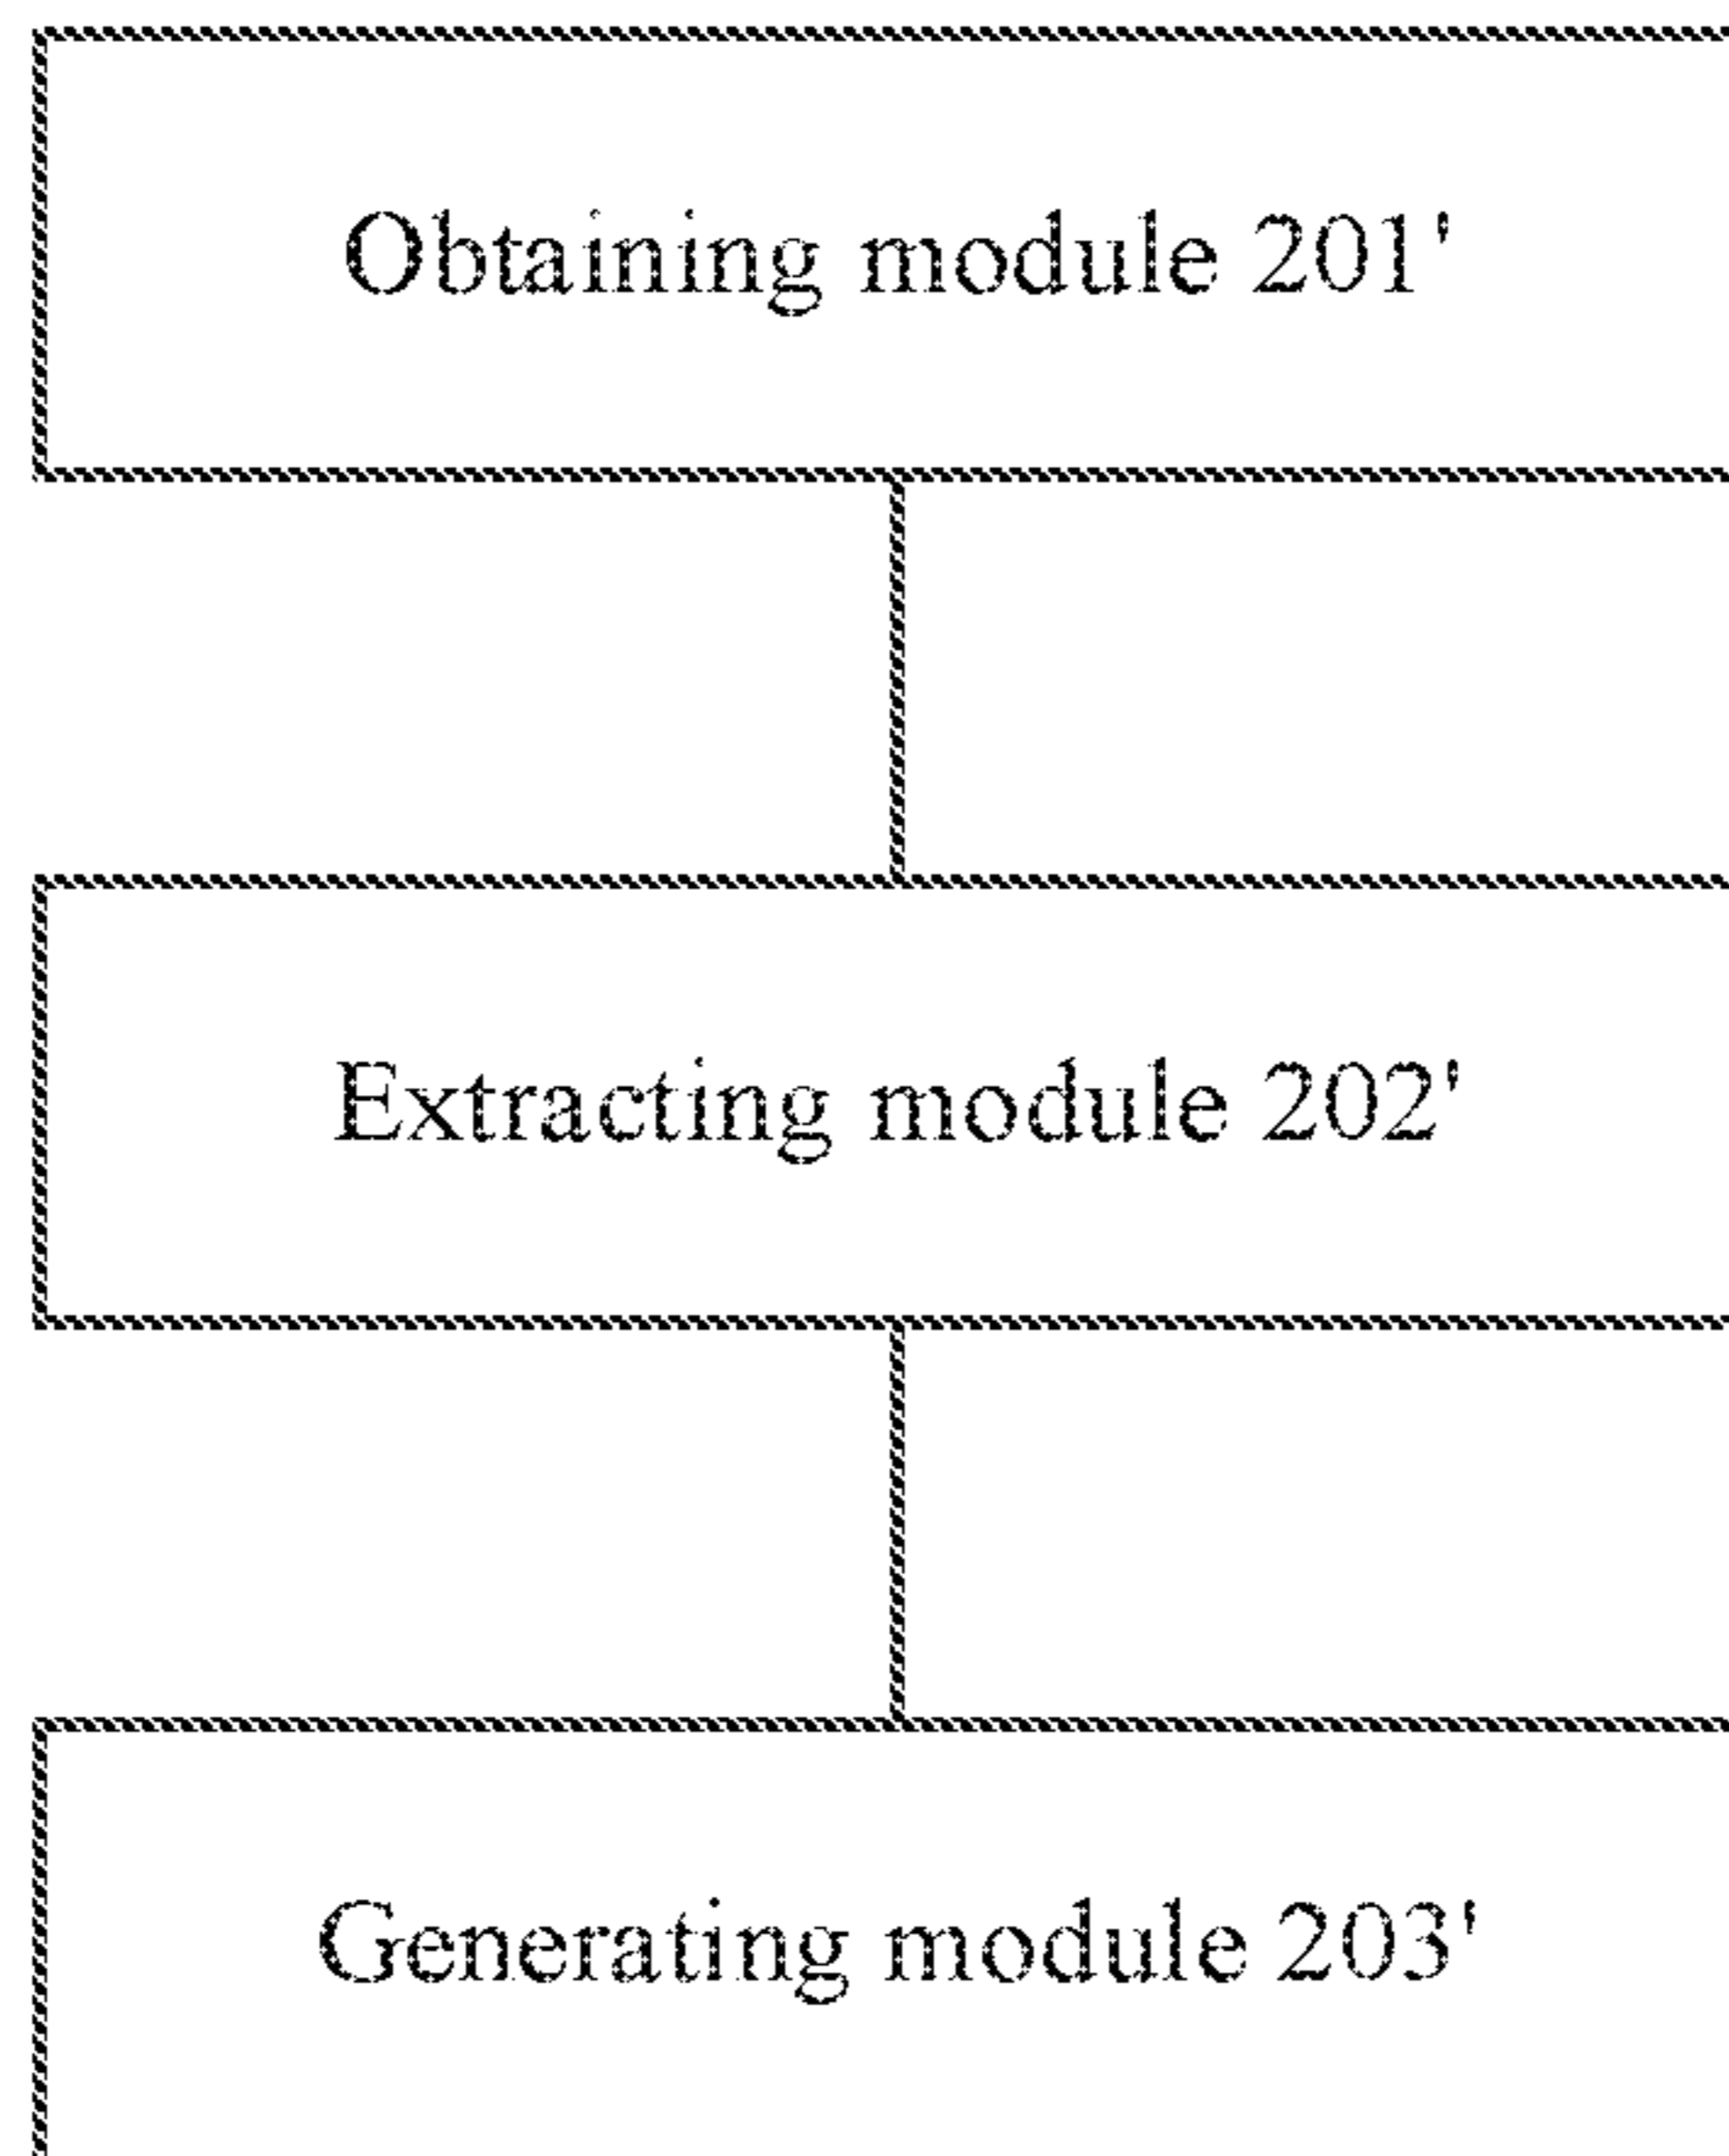 Obtaining module 201'
Extracting module 202'
Generating module 203'